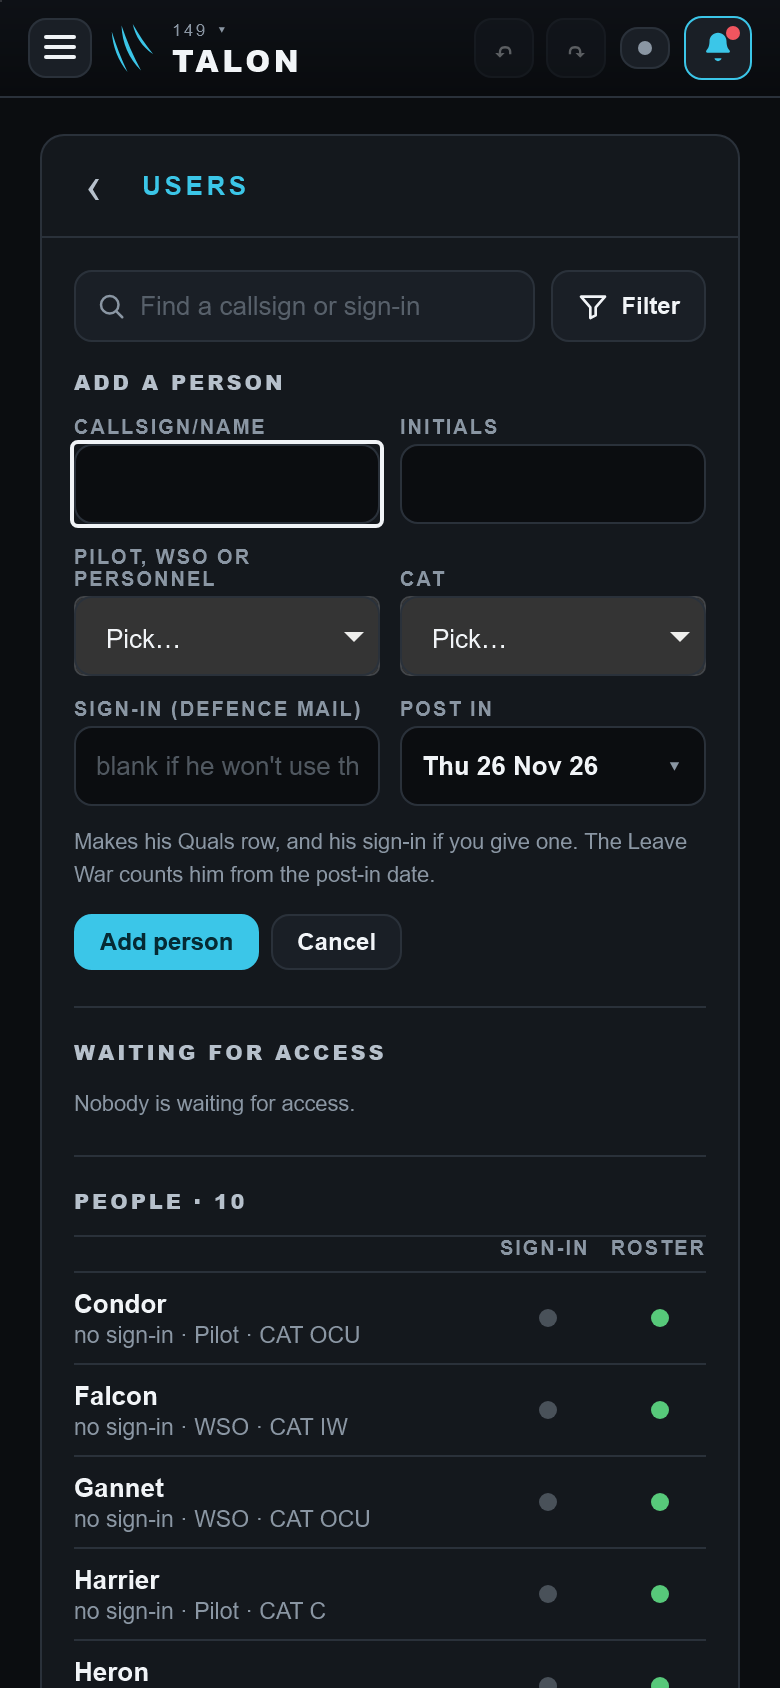 149 ▾
TALON
‹ USERS
Find a callsign or sign-in
Filter
ADD A PERSON
CALLSIGN/NAME
INITIALS
PILOT, WSO OR
PERSONNEL
CAT
Pick...
Pick...
SIGN-IN (DEFENCE MAIL)
POST IN
blank if he won't use th
Thu 26 Nov 26 ▾
Makes his Quals row, and his sign-in if you give one. The Leave
War counts him from the post-in date.
Add person
Cancel
WAITING FOR ACCESS
Nobody is waiting for access.
PEOPLE · 10
SIGN-IN ROSTER
Condor
no sign-in · Pilot · CAT OCU
Falcon
no sign-in · WSO · CAT IW
Gannet
no sign-in · WSO · CAT OCU
Harrier
no sign-in · Pilot · CAT C
Heron